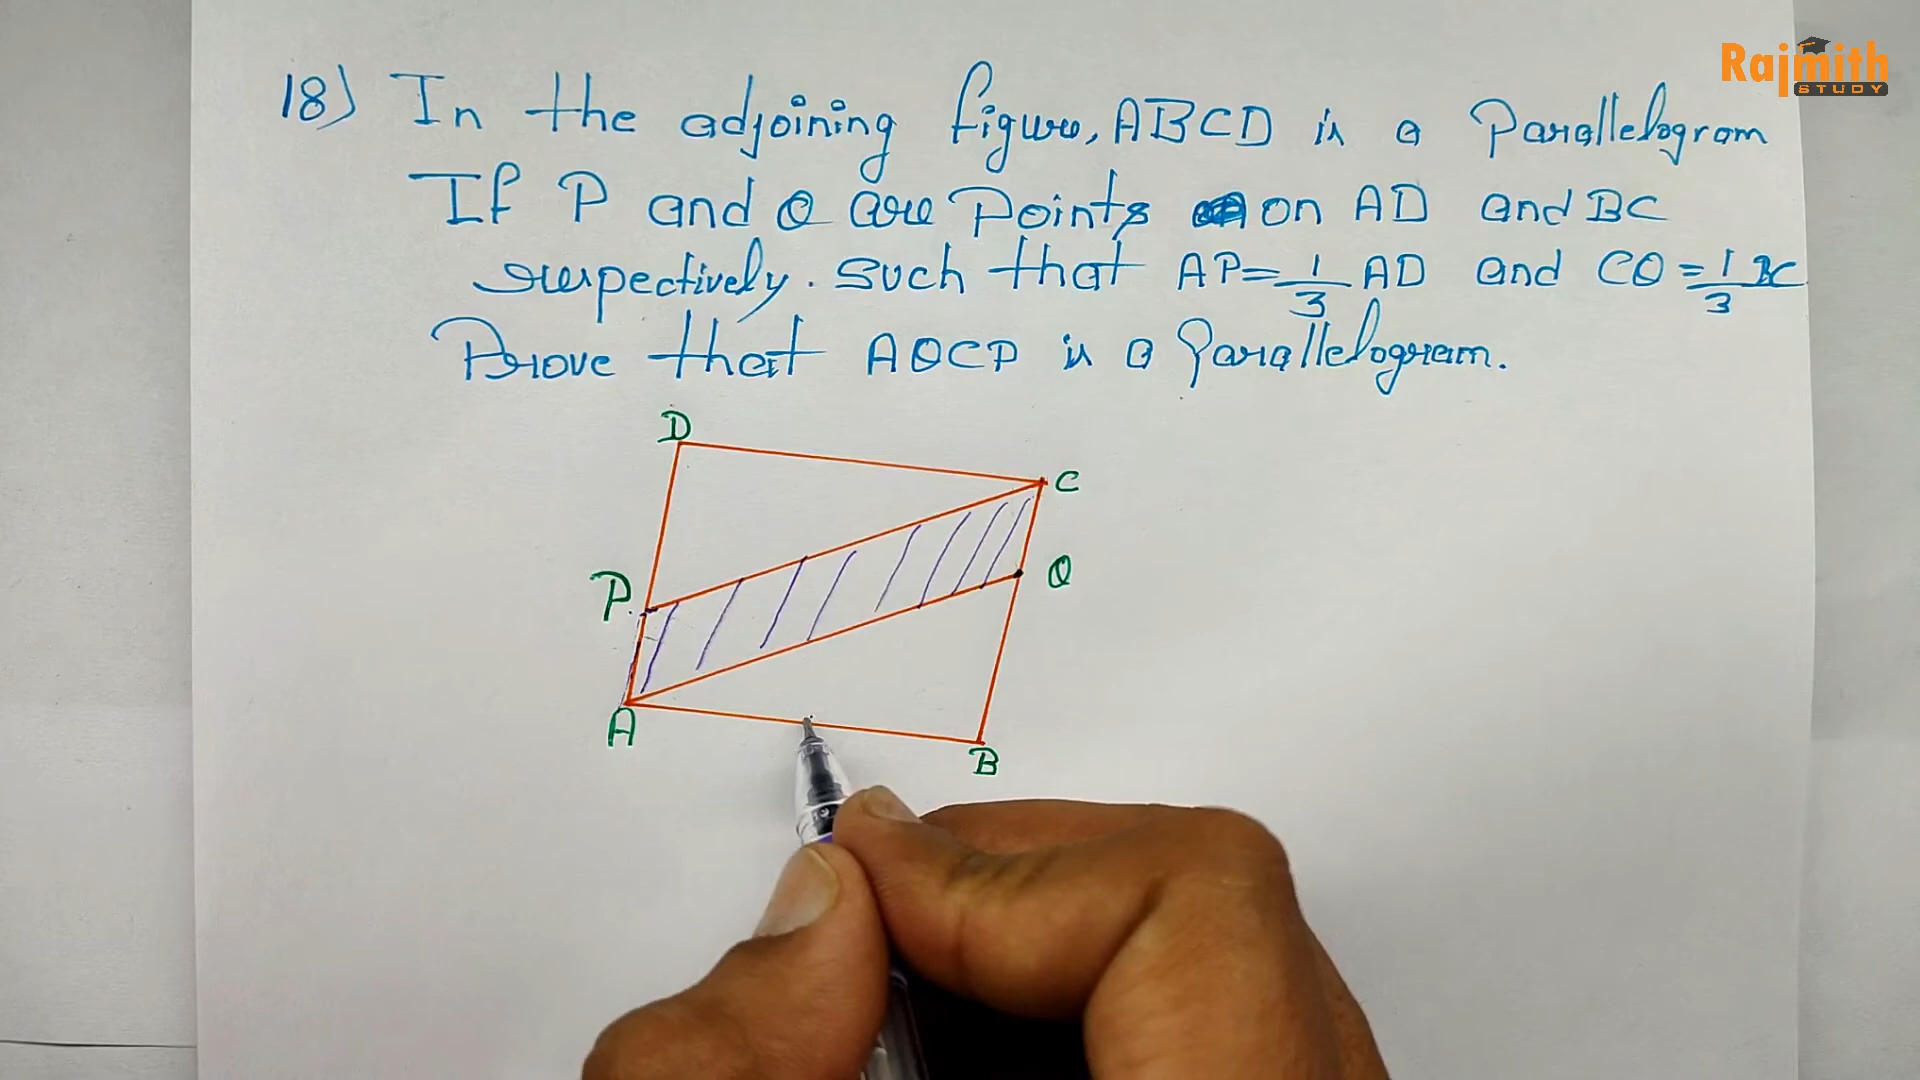 Rajmith
STUDY
18) In the adjoining figure, ABCD is a Parallelogram
If P and Q are Points on AD and BC
respectively. Such that AP = 1/3 AD and CQ = 1/3 BC
Prove that AQCP is a Parallelogram.
D
C
P
Q
A
B